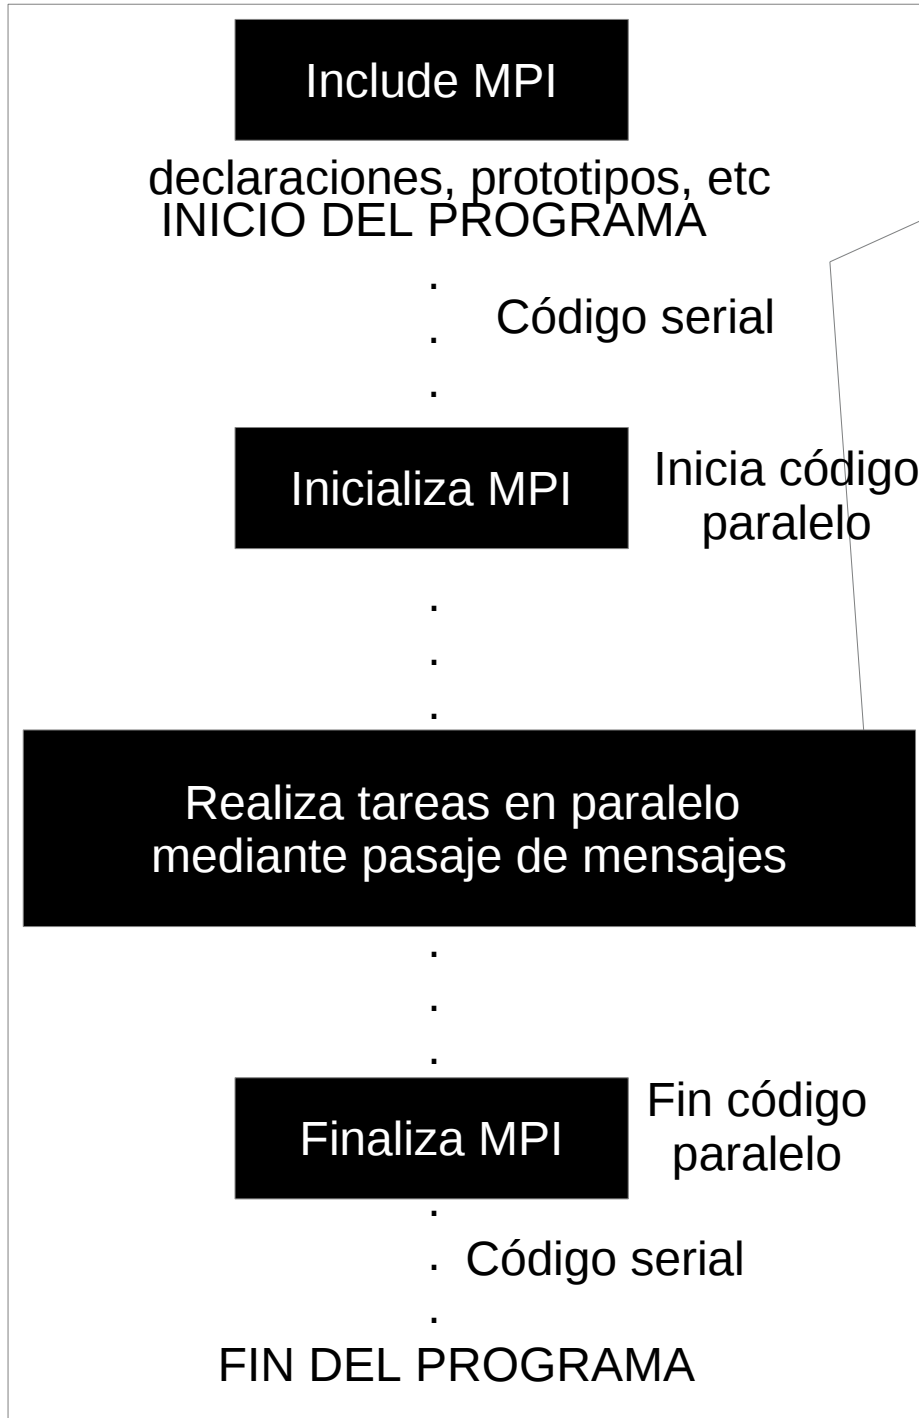 Include MPI
declaraciones, prototipos, etc
INICIO DEL PROGRAMA
.
Código serial
.
.
Inicializa MPI
Inicia código
paralelo
.
.
.
Realiza tareas en paralelo
mediante pasaje de mensajes
.
.
.
Finaliza MPI
Fin código
paralelo
.
. Código serial
.
FIN DEL PROGRAMA